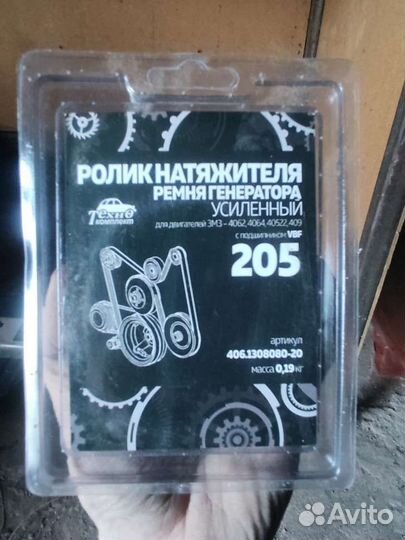 РОЛИК НАТЯЖИТЕЛЯ
РЕМНЯ ГЕНЕРАТОРА
УСИЛЕННЫЙ
Техно
комплект
для двигателей ЗМЗ - 4062,4064,40522,409
с подшипником VBF
205
артикул
406.1308080-20
масса 0,19 кг
Avito